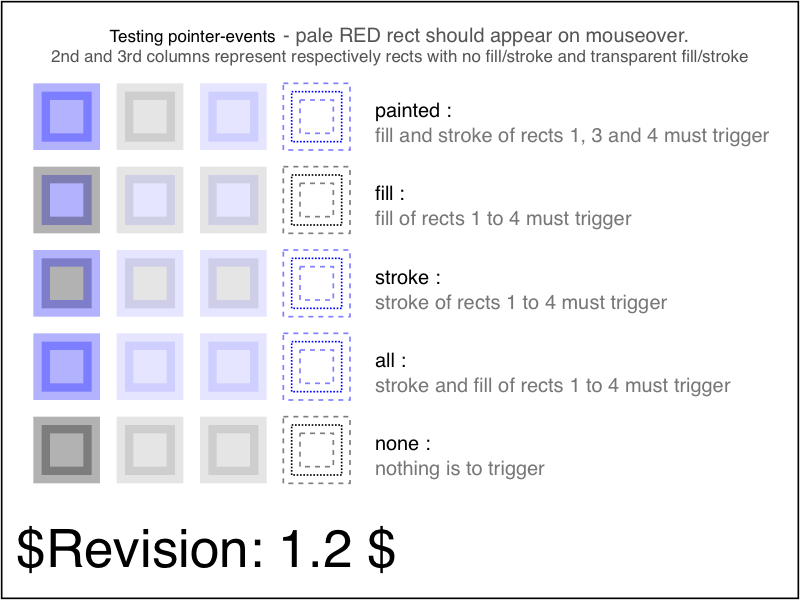 Testing pointer-events - pale RED rect should appear on mouseover.
2nd and 3rd columns represent respectively rects with no fill/stroke and transparent fill/stroke
painted :
fill and stroke of rects 1, 3 and 4 must trigger
fill :
fill of rects 1 to 4 must trigger
stroke :
stroke of rects 1 to 4 must trigger
all :
stroke and fill of rects 1 to 4 must trigger
none :
nothing is to trigger
$Revision: 1.2 $